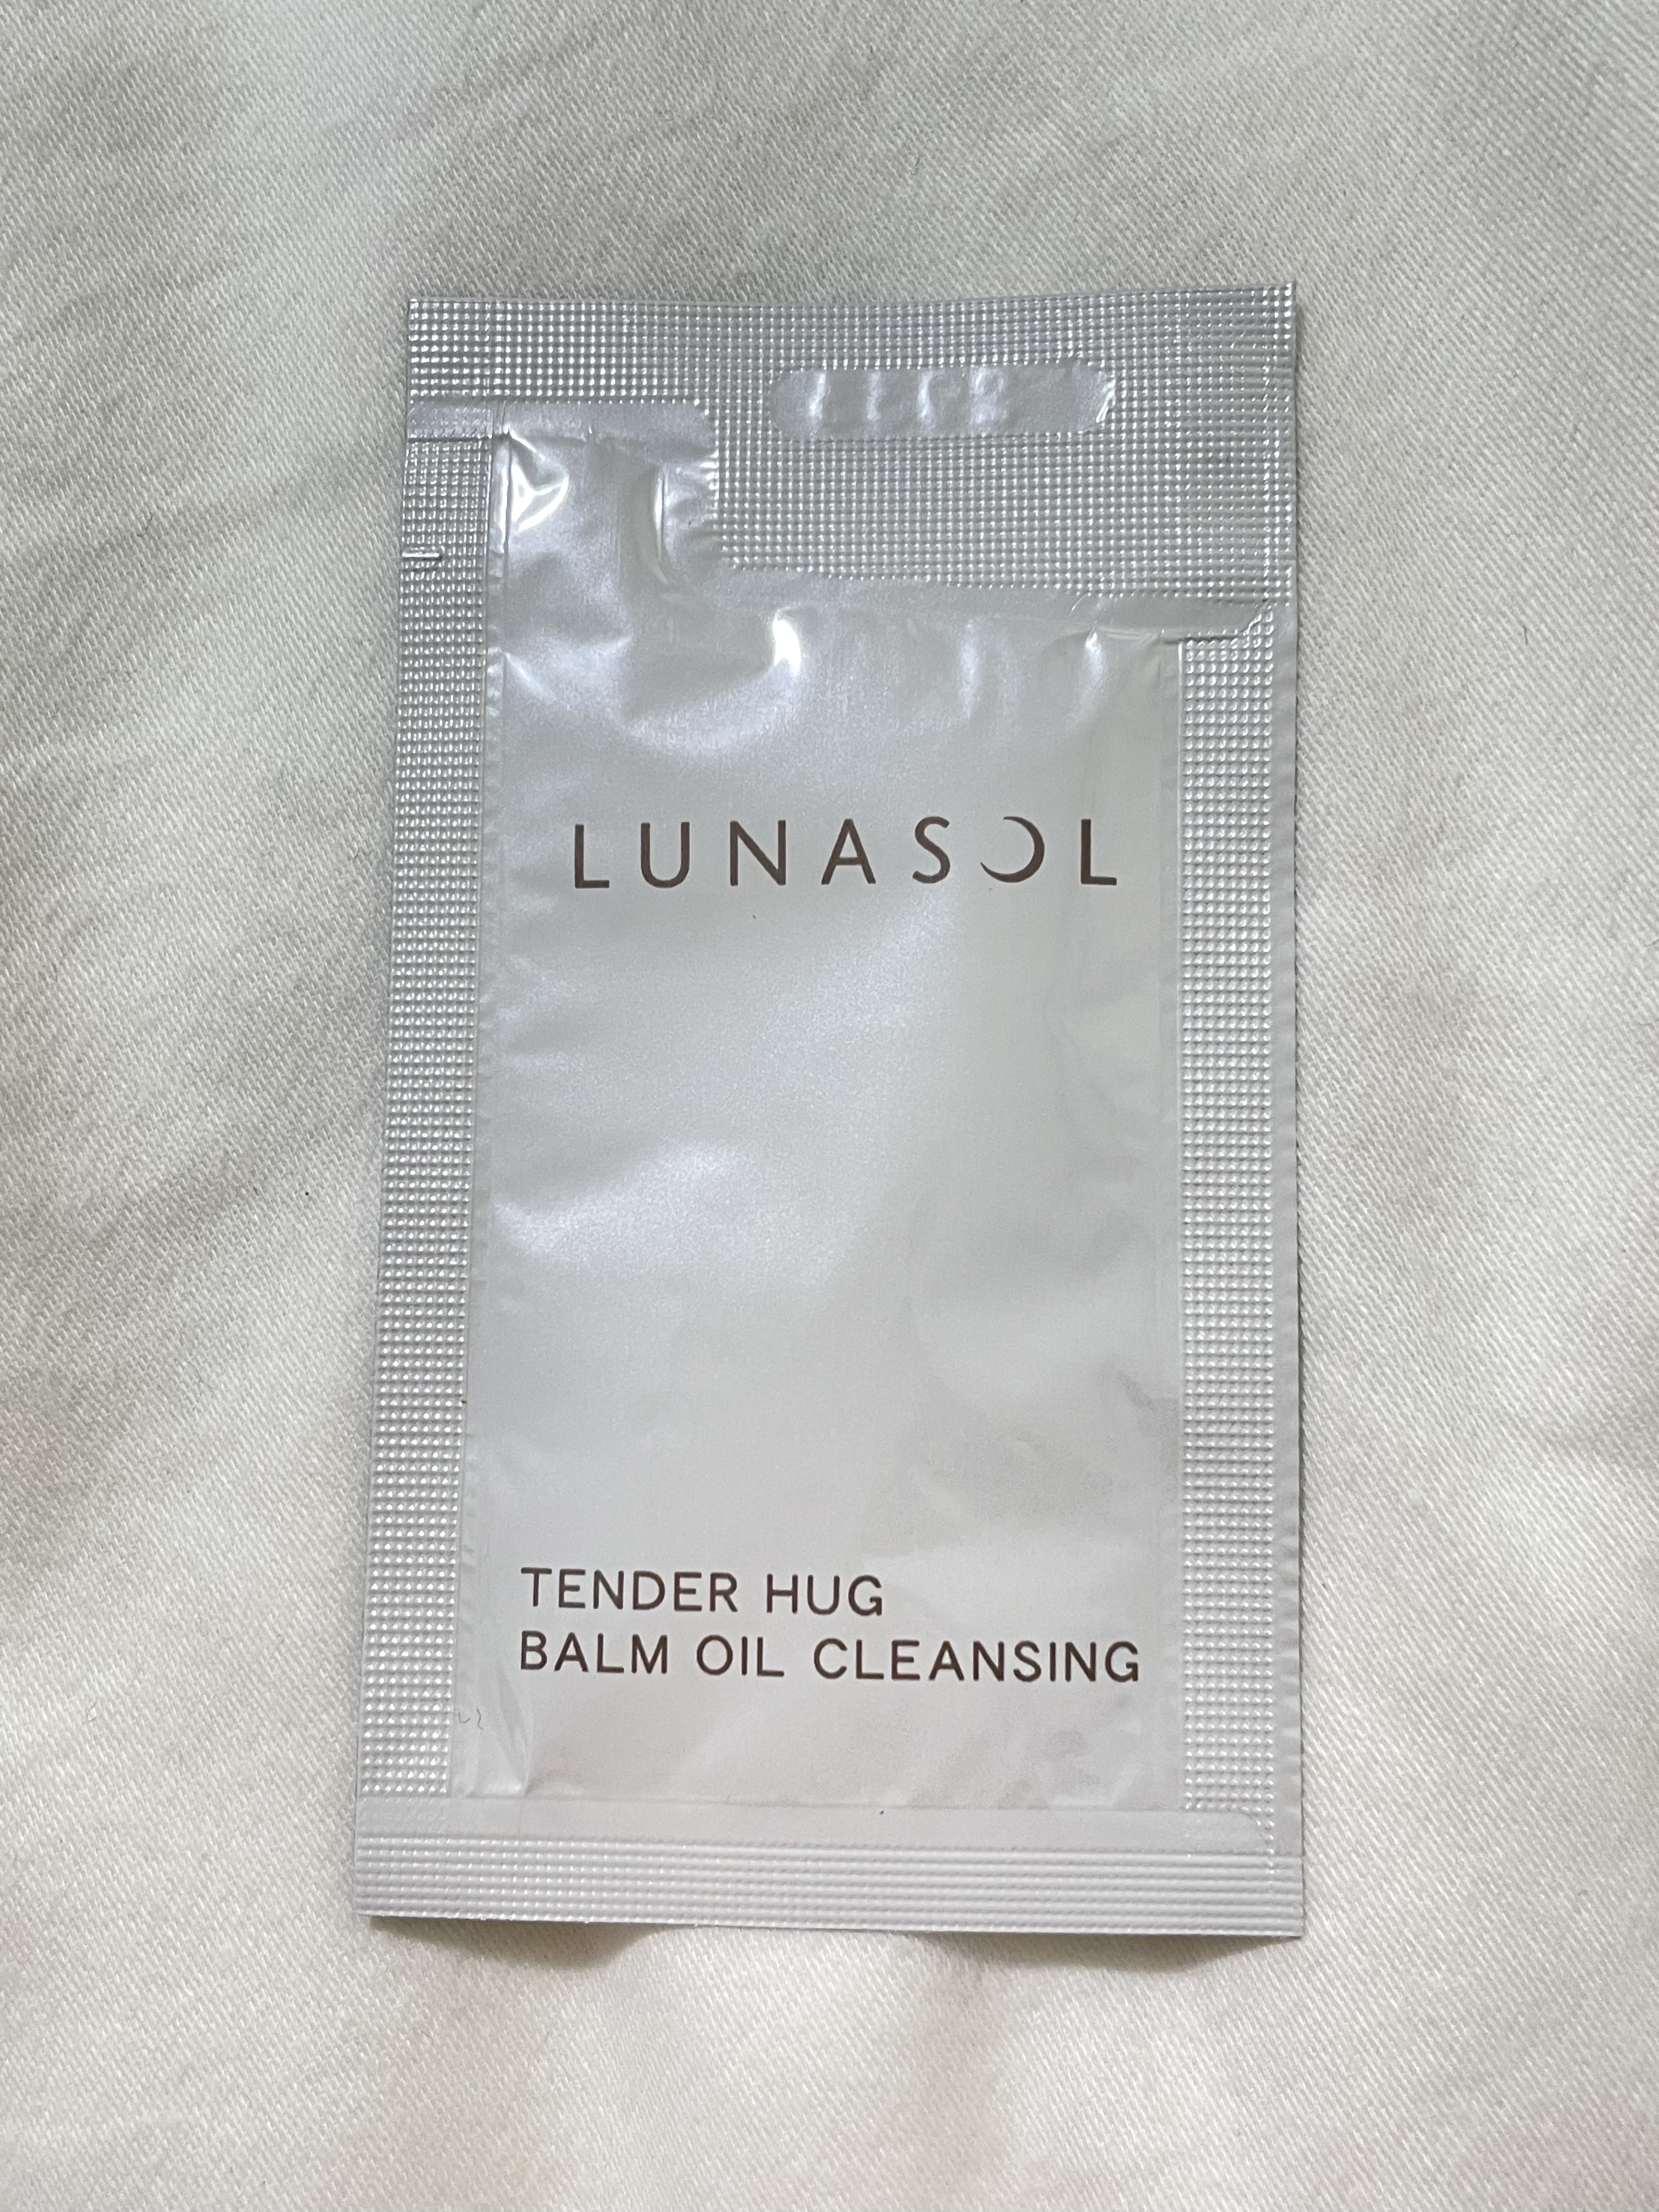 LUNASOL
TENDER HUG
BALM OIL CLEANSING